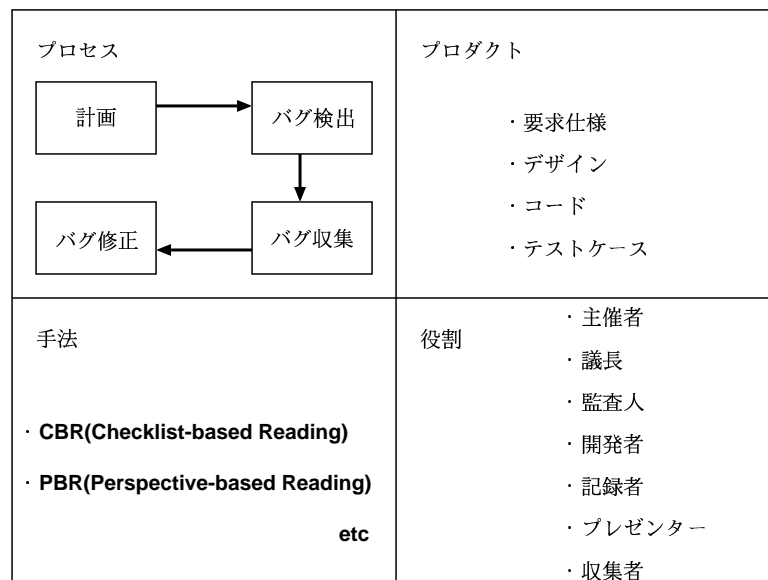 プロセス
計画
バグ検出
バグ修正
バグ収集
プロダクト
・要求仕様
・デザイン
・コード
・テストケース
手法
・CBR(Checklist-based Reading)
・PBR(Perspective-based Reading)
etc
役割
・主催者
・議長
・監査人
・開発者
・記録者
・プレゼンター
・収集者